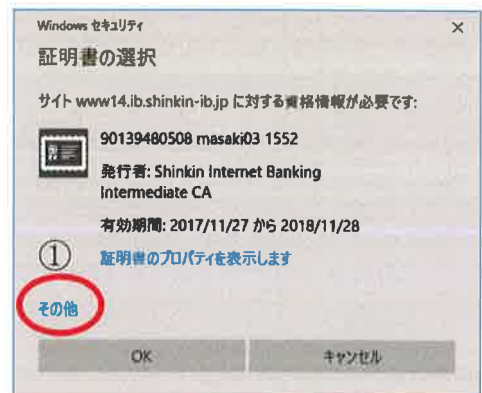 Windows セキュリティ
×
証明書の選択
サイト www14.ib.shinkin-ib.jp に対する資格情報が必要です:
90139480508 masaki03 1552
発行者: Shinkin Internet Banking
Intermediate CA
有効期間: 2017/11/27 から 2018/11/28
① 証明書のプロパティを表示します
その他
OK キャンセル